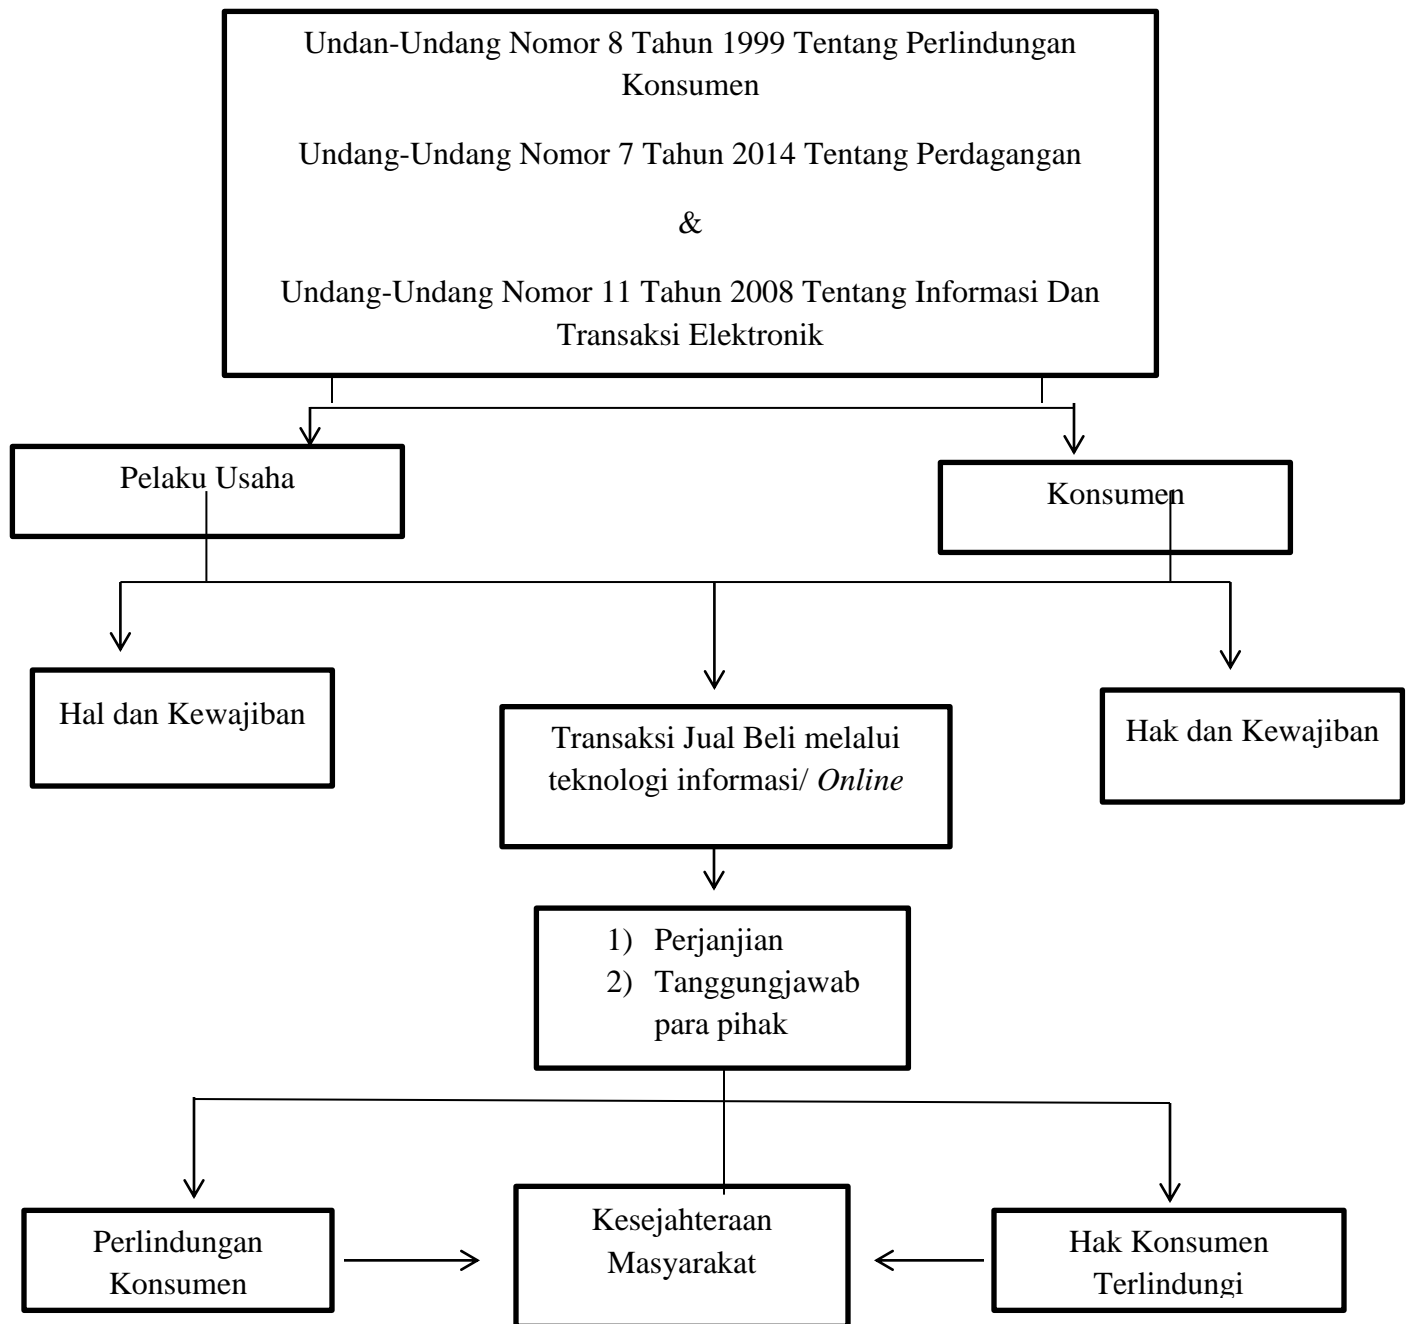 Undan-Undang Nomor 8 Tahun 1999 Tentang Perlindungan
Konsumen
Undang-Undang Nomor 7 Tahun 2014 Tentang Perdagangan
&
Undang-Undang Nomor 11 Tahun 2008 Tentang Informasi Dan
Transaksi Elektronik
Pelaku Usaha
Konsumen
Hal dan Kewajiban
Transaksi Jual Beli melalui
teknologi informasi/ Online
Hak dan Kewajiban
1) Perjanjian
2) Tanggungjawab
para pihak
Perlindungan
Konsumen
Kesejahteraan
Masyarakat
Hak Konsumen
Terlindungi